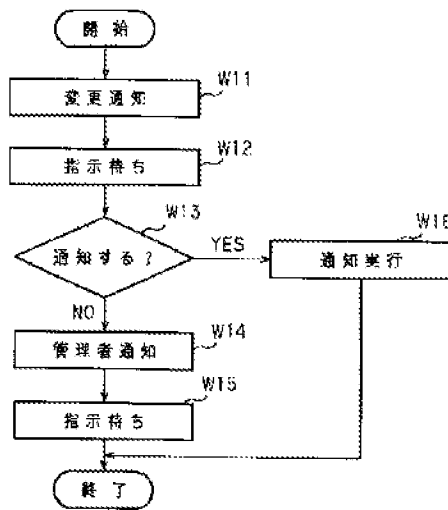 開始
W11
変更通知
W12
指示待ち
W13
通知する?
YES
W16
通知実行
NO
W14
管理者通知
W15
指示待ち
終了